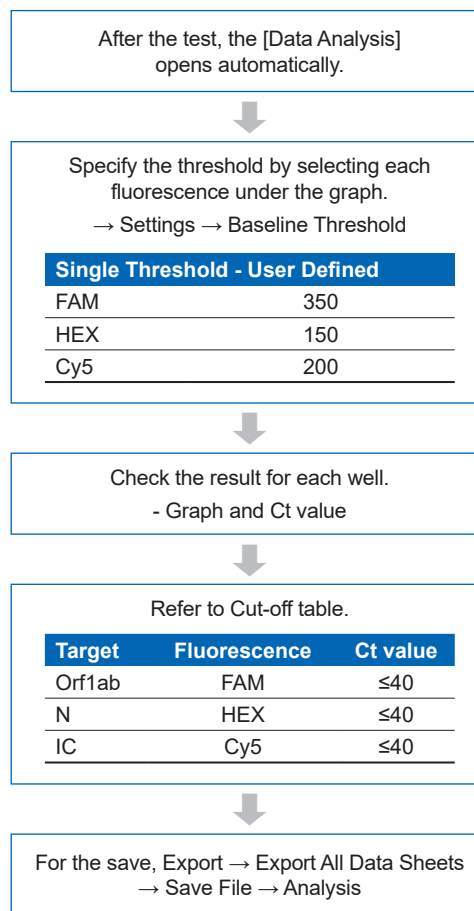 After the test, the [Data Analysis]
opens automatically.
Specify the threshold by selecting each
fluorescence under the graph.
→ Settings → Baseline Threshold
Single Threshold - User Defined
FAM 350
HEX 150
Cy5 200
Check the result for each well.
- Graph and Ct value
Refer to Cut-off table.
Target Fluorescence Ct value
Orf1ab FAM ≤40
N HEX ≤40
IC Cy5 ≤40
For the save, Export → Export All Data Sheets
→ Save File → Analysis